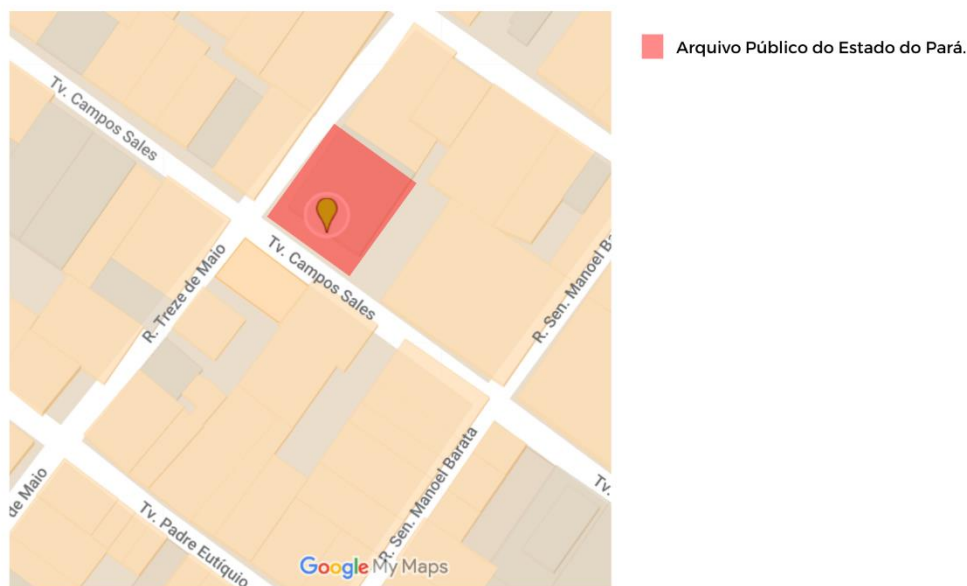 Arquivo Público do Estado do Pará.
Tv. Campos Sales
Tv. Campos Sales
R. Treze de Maio
R. Sen. Manoel Ba
R. Sen. Manoel Barata
Tv.
de Maio
Tv. Padre Eutíquio
Google My Maps